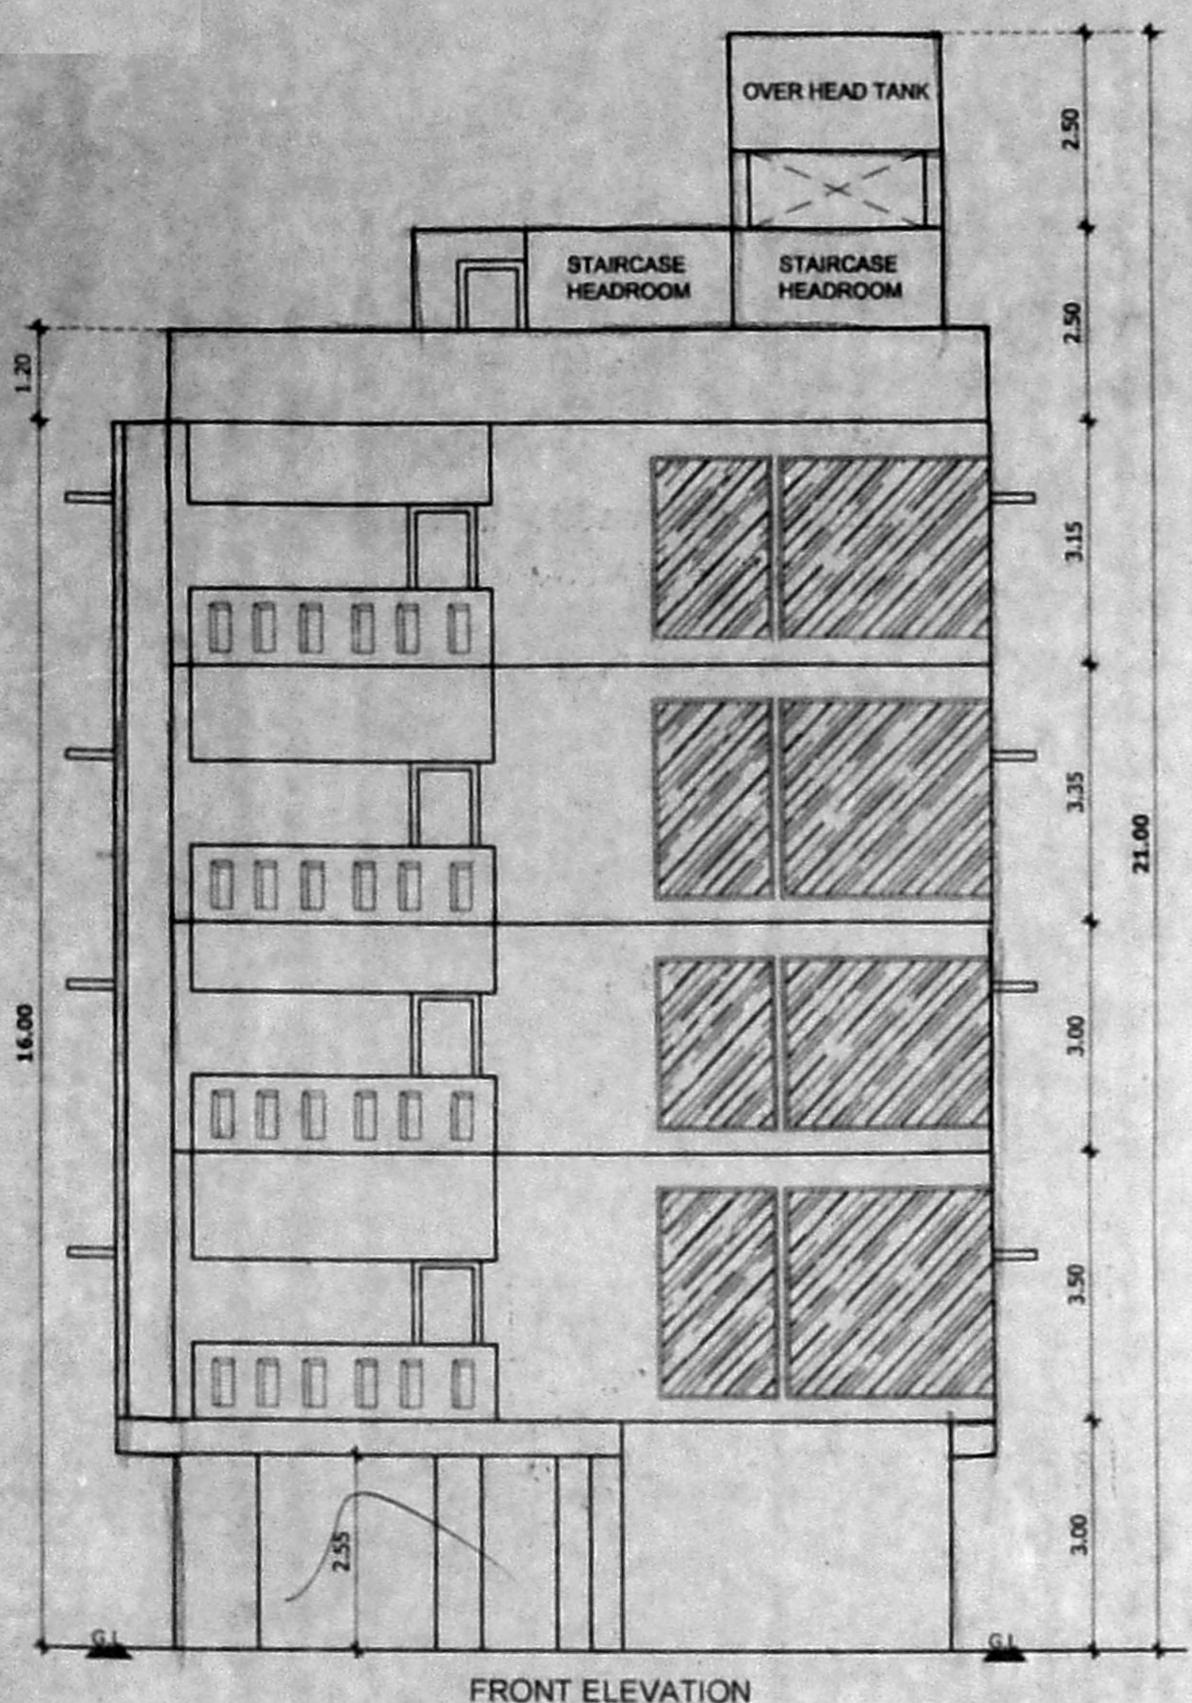 OVER HEAD TANK
2.50
STAIRCASE
HEADROOM
STAIRCASE
HEADROOM
2.50
1.20
3.15
3.35
21.00
16.00
3.00
3.50
2.55
3.00
G.L
G.L
FRONT ELEVATION